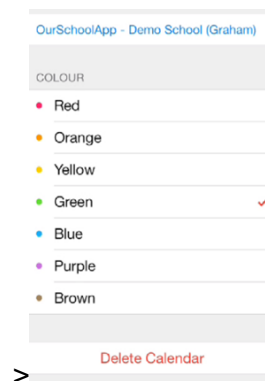 OurSchoolApp - Demo School (Graham)
COLOUR
Red
Orange
Yellow
Green
Blue
Purple
Brown
Delete Calendar
>